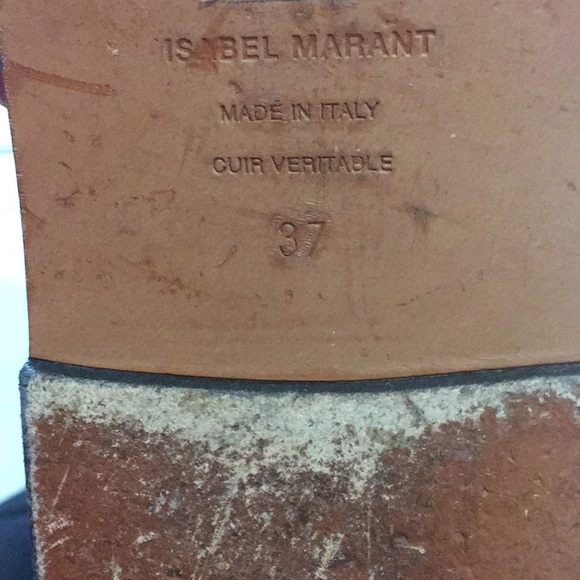 ISABEL MARANT
MADE IN ITALY
CUIR VERITABLE
37